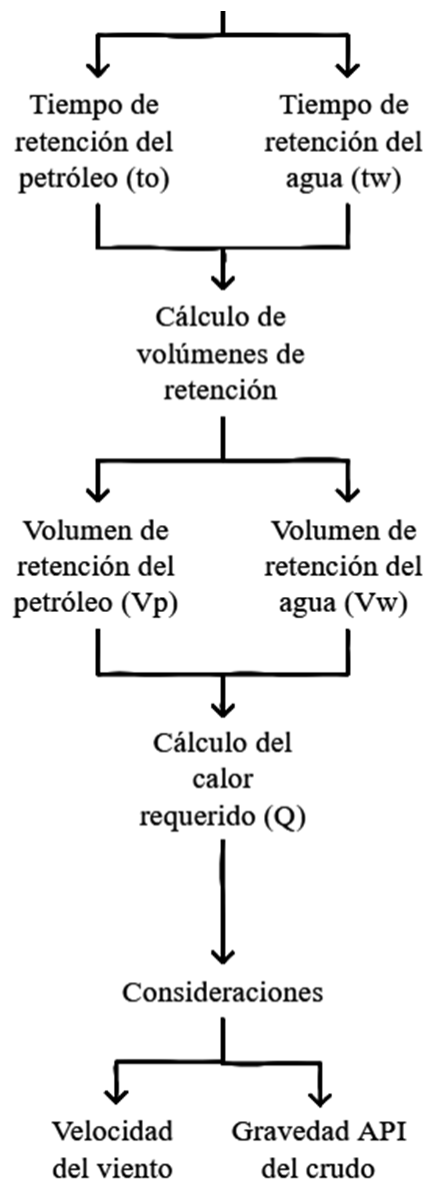 Tiempo de
retención del
petróleo (to)
Tiempo de
retención del
agua (tw)
Cálculo de
volúmenes de
retención
Volumen de
retención del
petróleo (Vp)
Volumen de
retención del
agua (Vw)
Cálculo del
calor
requerido (Q)
Consideraciones
Velocidad
del viento
Gravedad API
del crudo